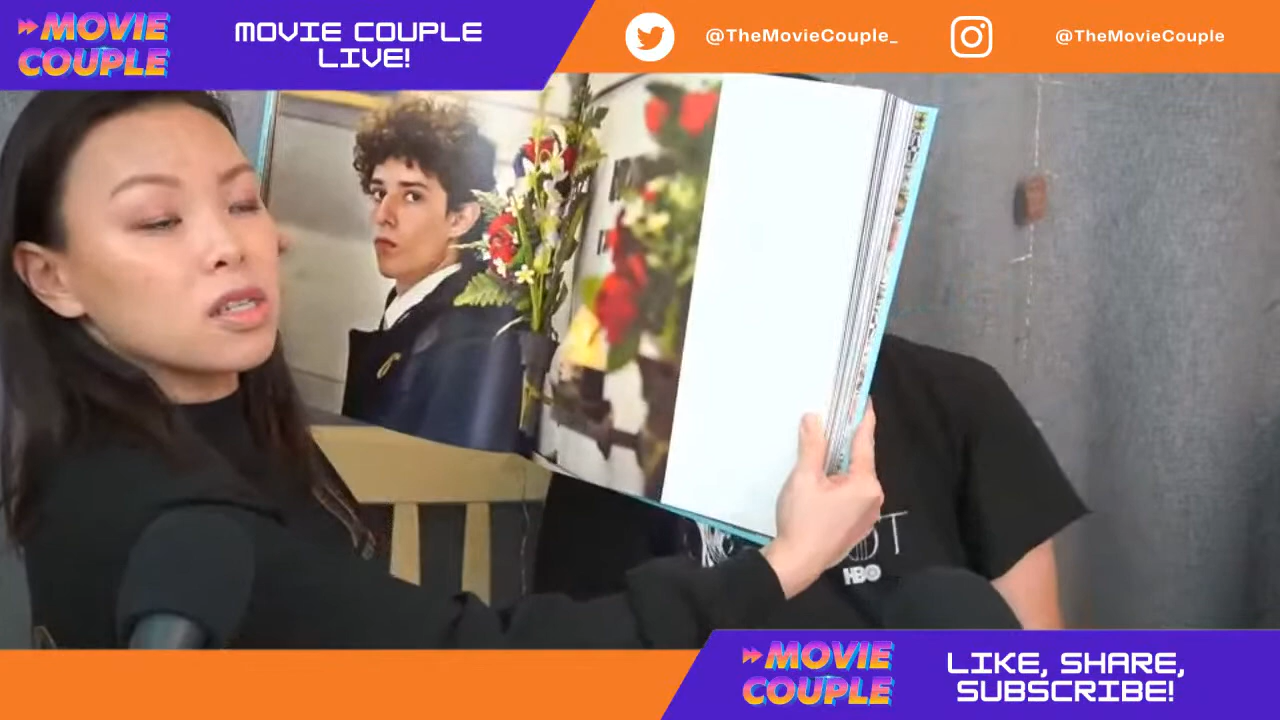 MOVIE
COUPLE
MOVIE COUPLE
LIVE!
@TheMovieCouple_
@TheMovieCouple
HBO
MOVIE
COUPLE
LIKE, SHARE,
SUBSCRIBE!